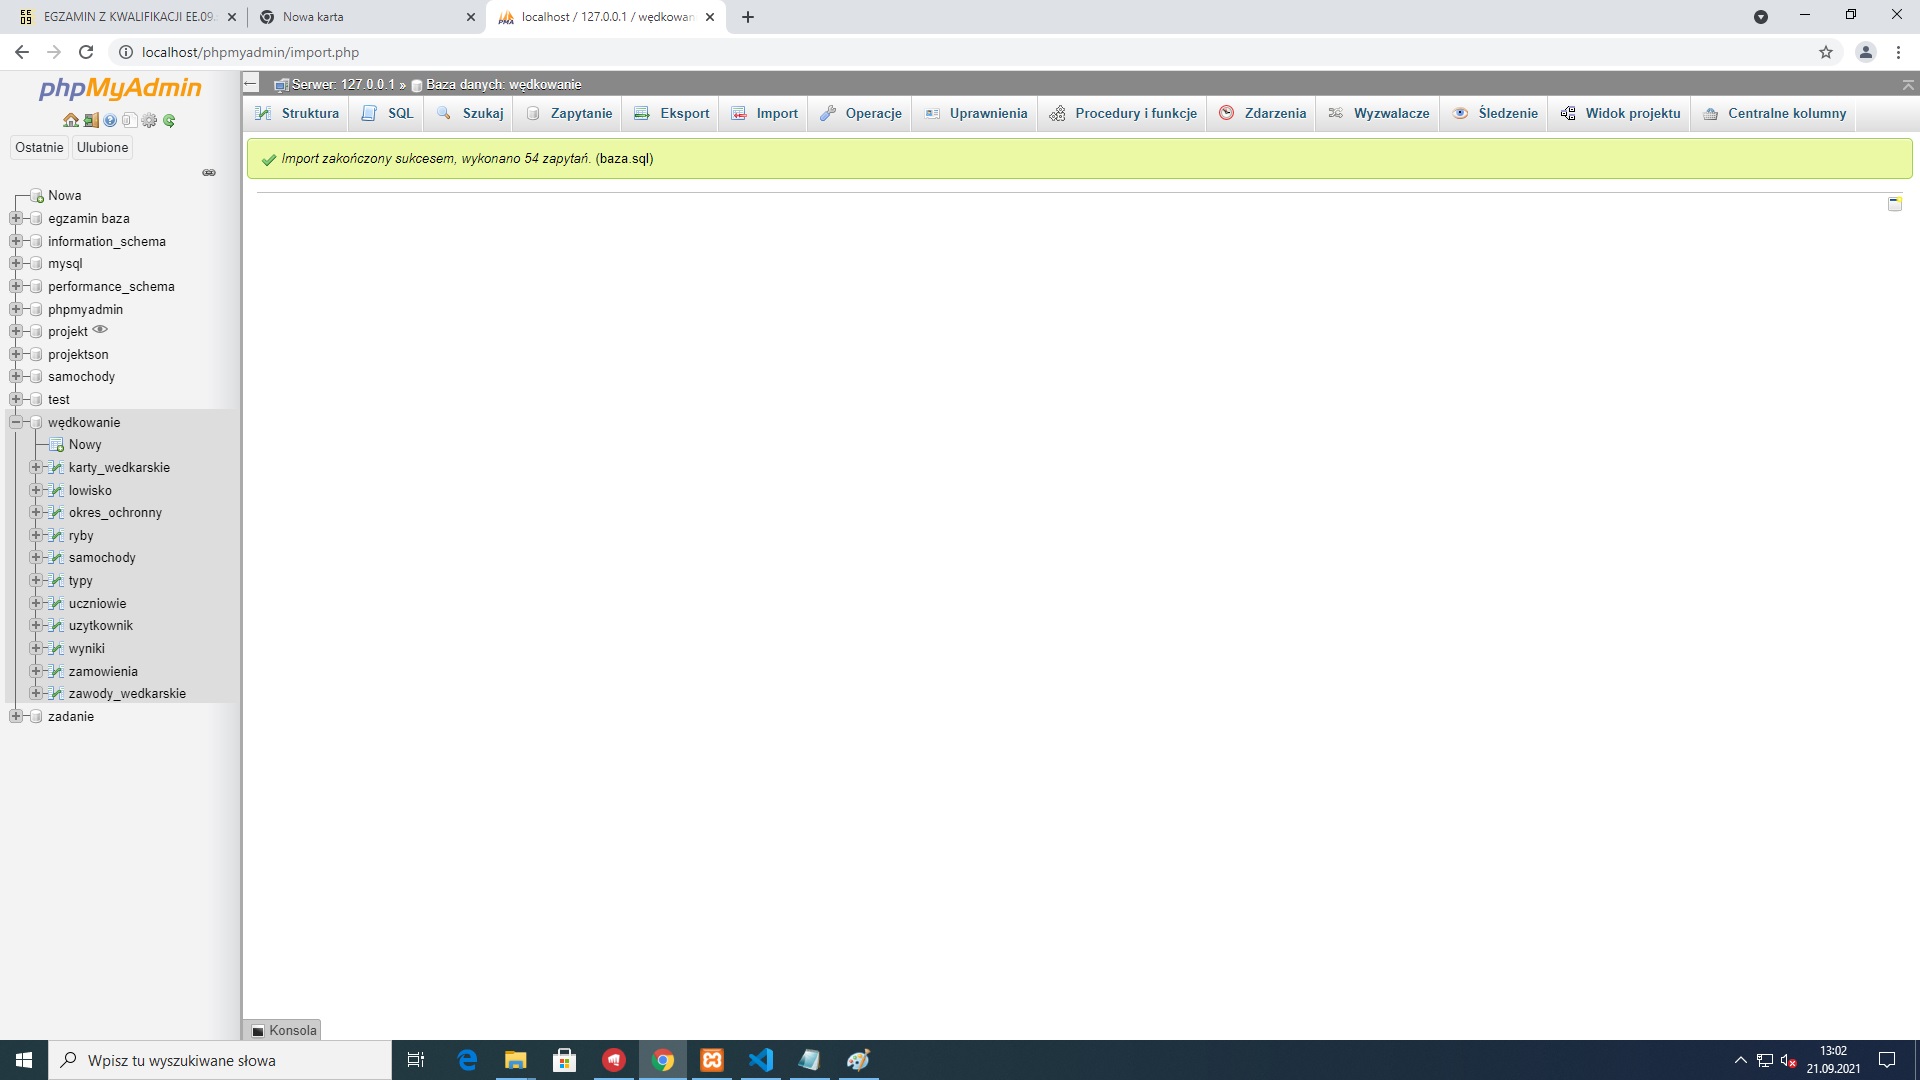 EGZAMIN Z KWALIFIKACJI EE.09.
Nowa karta
localhost / 127.0.0.1 / wędkowan
localhost/phpmyadmin/import.php
phpMyAdmin
Serwer: 127.0.0.1 » Baza danych: wędkowanie
Struktura SQL Szukaj Zapytanie Eksport Import Operacje Uprawnienia Procedury i funkcje Zdarzenia Wyzwalacze Śledzenie Widok projektu Centralne kolumny
Ostatnie Ulubione
Import zakończony sukcesem, wykonano 54 zapytań. (baza.sql)
Nowa
egzamin baza
information_schema
mysql
performance_schema
phpmyadmin
projekt
projektson
samochody
test
wędkowanie
Nowy
karty_wedkarskie
lowisko
okres_ochronny
ryby
samochody
typy
uczniowie
uzytkownik
wyniki
zamowienia
zawody_wedkarskie
zadanie
Konsola
Wpisz tu wyszukiwane słowa
13:02
21.09.2021